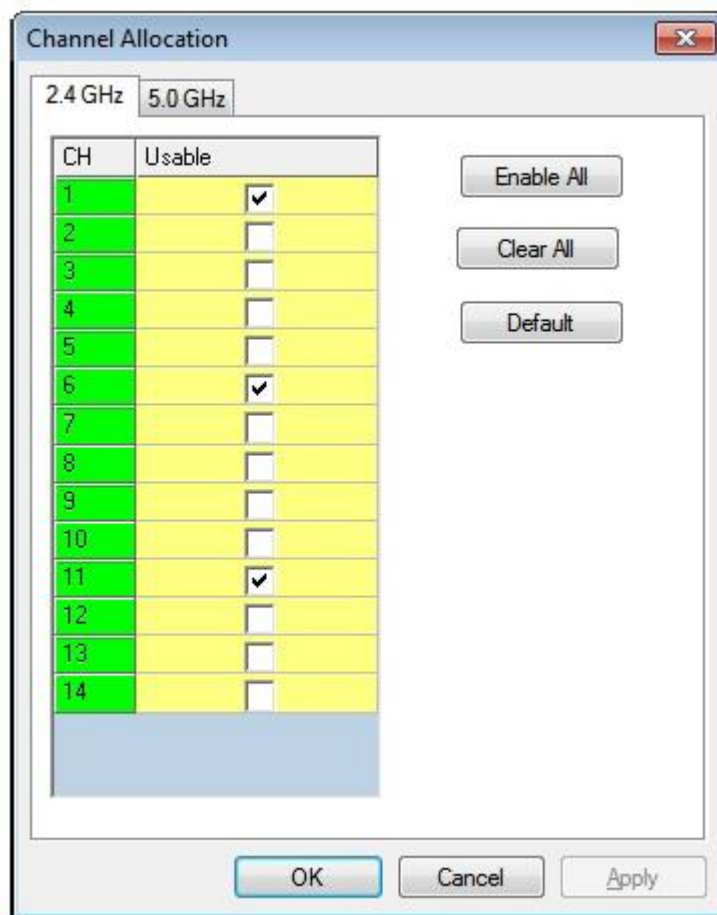 Channel Allocation
2.4 GHz 5.0 GHz
CH Usable
1
2
3
4
5
6
7
8
9
10
11
12
13
14
Enable All
Clear All
Default
OK Cancel Apply